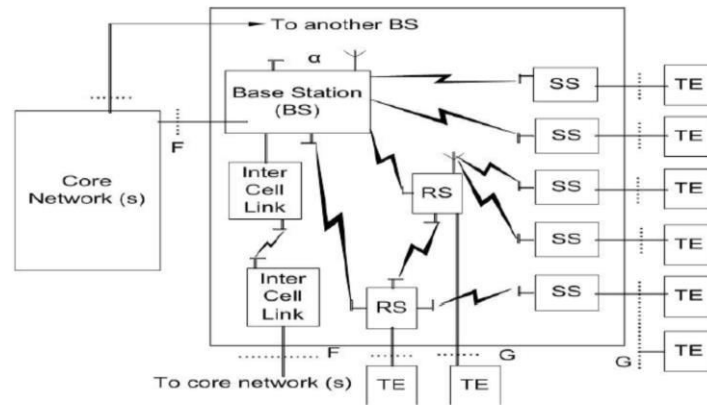 To another BS
α
Base Station
(BS)
SS
TE
F
SS
TE
Core
Network (s)
Inter
Cell
Link
RS
SS
TE
SS
TE
Inter
Cell
Link
RS
SS
TE
F
G
G
TE
To core network (s)
TE
TE